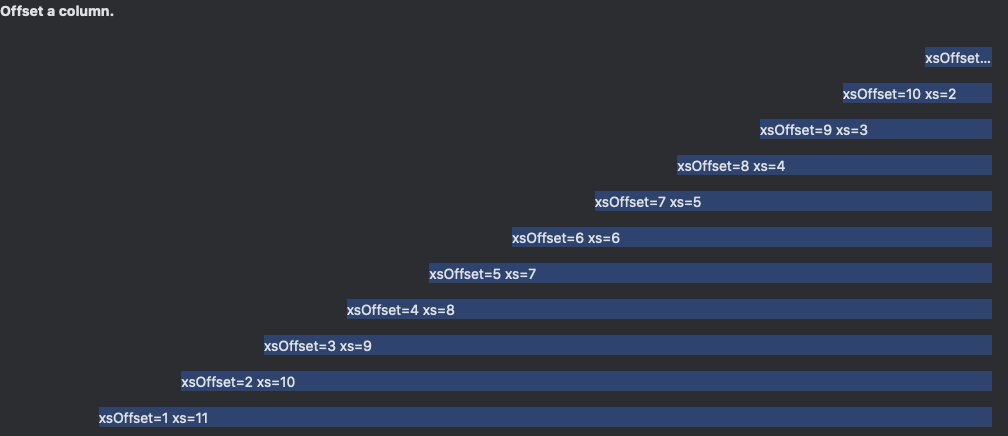 Offset a column.
xsOffset...
xsOffset=10 xs=2
xsOffset=9 xs=3
xsOffset=8 xs=4
xsOffset=7 xs=5
xsOffset=6 xs=6
xsOffset=5 xs=7
xsOffset=4 xs=8
xsOffset=3 xs=9
xsOffset=2 xs=10
xsOffset=1 xs=11